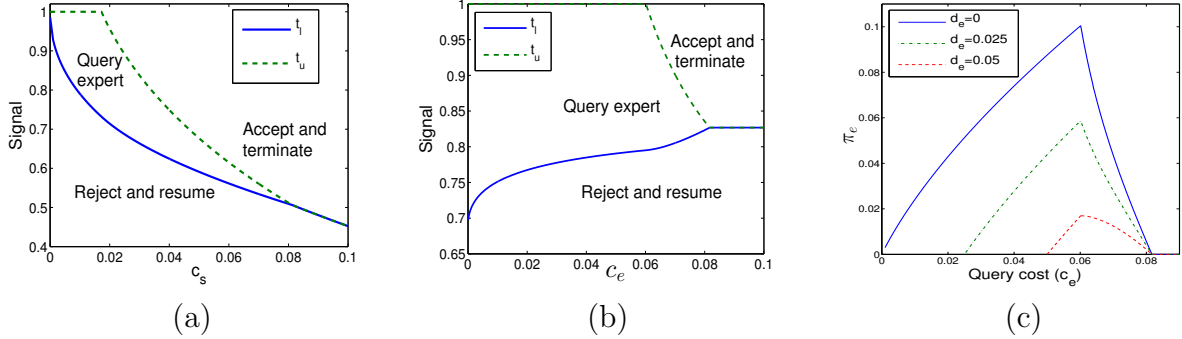 1
0.9
0.8
0.7
0.6
0.5
0.4
0
0.02
0.04
0.06
0.08
0.1
Signal
c_s
t_l
t_u
Query
expert
Accept and
terminate
Reject and resume
(a)
1
0.95
0.9
0.85
0.8
0.75
0.7
0.65
0
0.02
0.04
0.06
0.08
0.1
Signal
c_e
t_l
t_u
Accept and
terminate
Query expert
Reject and resume
(b)
0.1
0.08
0.06
0.04
0.02
0
0.02
0.04
0.06
0.08
π_e
Query cost (c_e)
d_e=0
d_e=0.025
d_e=0.05
(c)